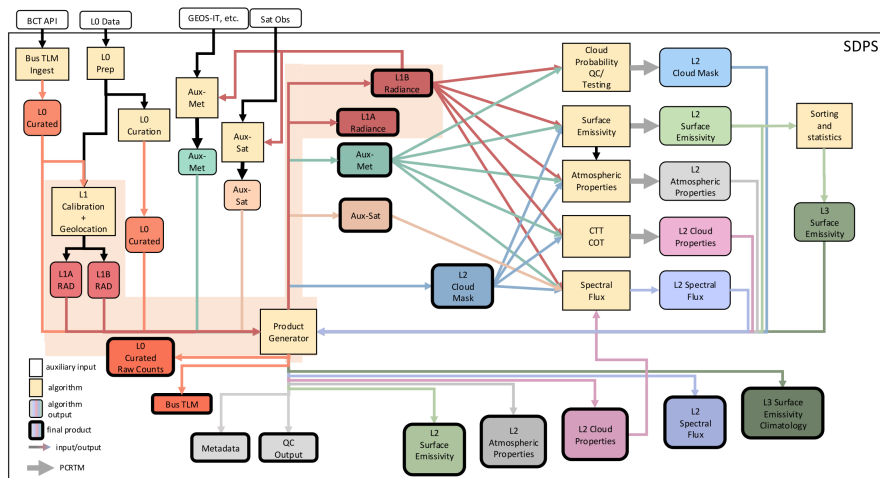 BCT API
L0 Data
GEOS-IT, etc.
Sat Obs
SDPS
Bus TLM
Ingest
L0
Prep
Aux-
Met
Cloud
Probability
QC/
Testing
L2
Cloud Mask
L1B
Radiance
L0
Curated
L0
Curation
L1A
Radiance
Aux-
Sat
Surface
Emissivity
L2
Surface
Emissivity
Sorting
and
statistics
Aux-
Met
Aux-
Met
Aux-
Sat
Atmospheric
Properties
L2
Atmospheric
Properties
L1
Calibration
+
Geolocation
L0
Curated
Aux-Sat
CTT
COT
L2 Cloud
Properties
L3 Surface
Emissivity
L1A
RAD
L1B
RAD
L2
Cloud
Mask
Spectral
Flux
L2 Spectral
Flux
Product
Generator
L0
Curated
Raw Counts
auxiliary input
algorithm
algorithm
output
final product
input/output
PCRTM
Bus TLM
Metadata
QC
Output
L2
Surface
Emissivity
L2
Atmospheric
Properties
L2 Cloud
Properties
L2
Spectral
Flux
L3 Surface
Emissivity
Climatology